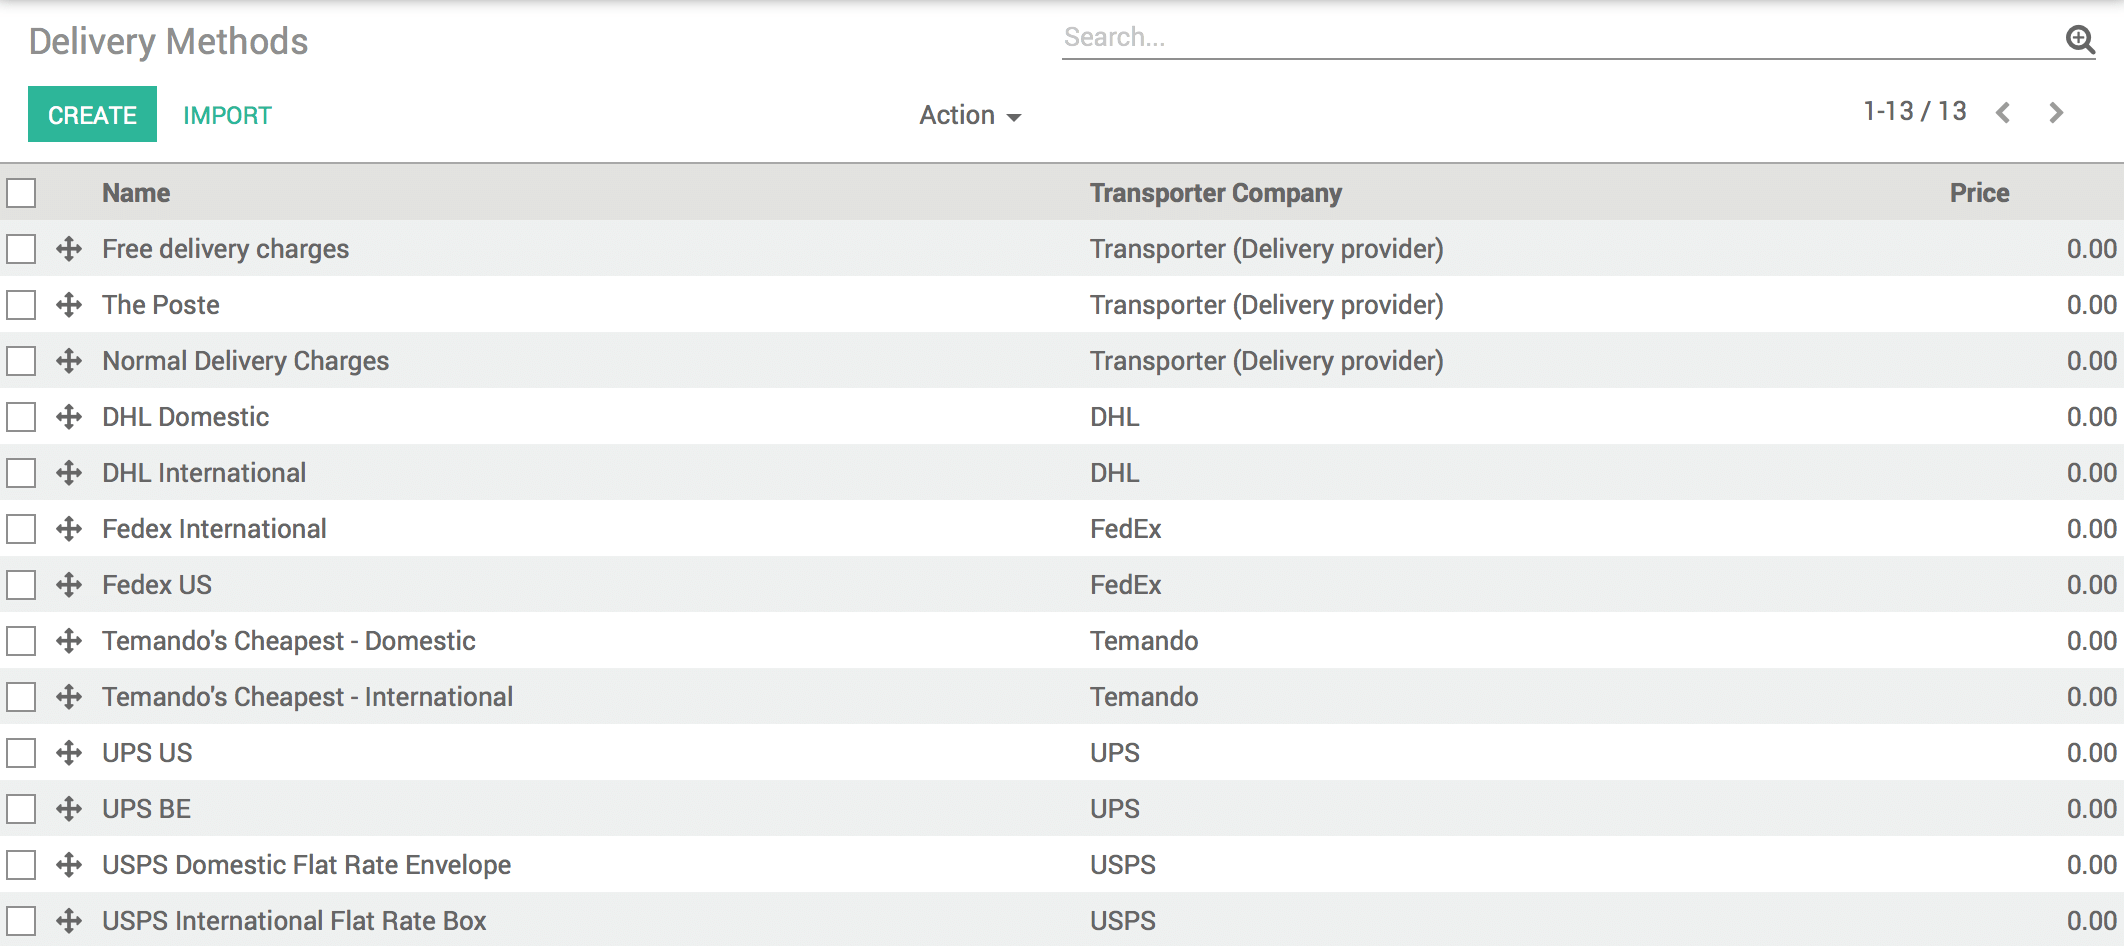 Delivery Methods
Search...
CREATE IMPORT Action 1-13 / 13
Name Transporter Company Price
Free delivery charges Transporter (Delivery provider) 0.00
The Poste Transporter (Delivery provider) 0.00
Normal Delivery Charges Transporter (Delivery provider) 0.00
DHL Domestic DHL 0.00
DHL International DHL 0.00
Fedex International FedEx 0.00
Fedex US FedEx 0.00
Temando's Cheapest - Domestic Temando 0.00
Temando's Cheapest - International Temando 0.00
UPS US UPS 0.00
UPS BE UPS 0.00
USPS Domestic Flat Rate Envelope USPS 0.00
USPS International Flat Rate Box USPS 0.00